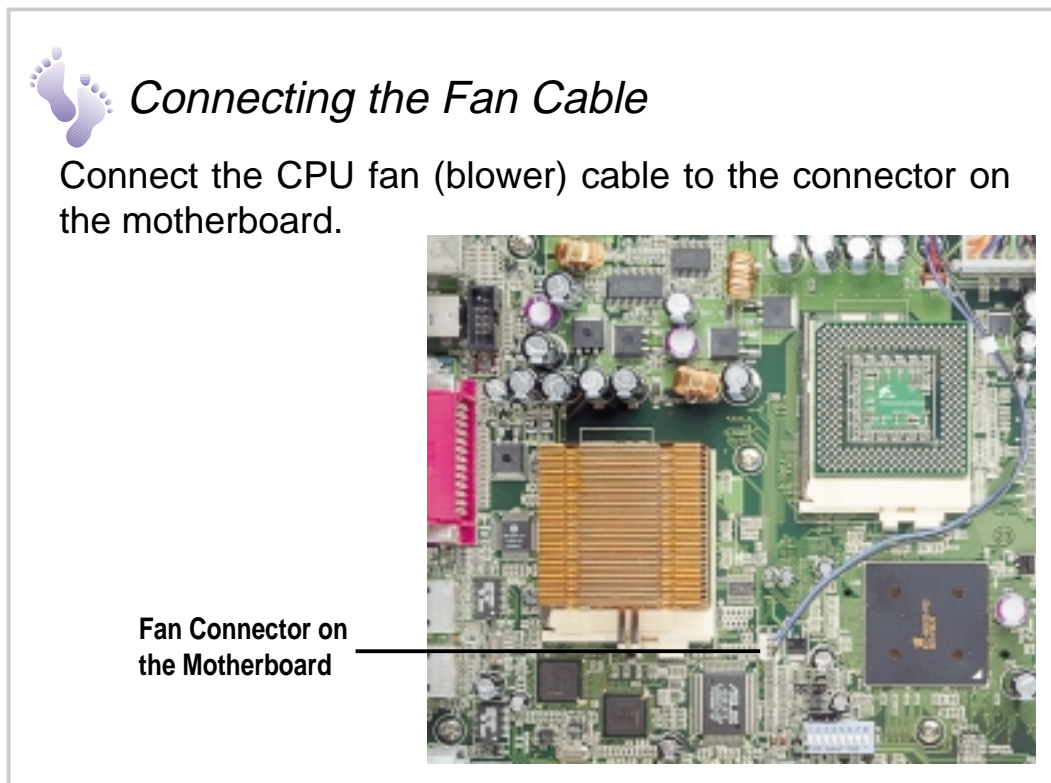 Connecting the Fan Cable
Connect the CPU fan (blower) cable to the connector on
the motherboard.
Fan Connector on
the Motherboard